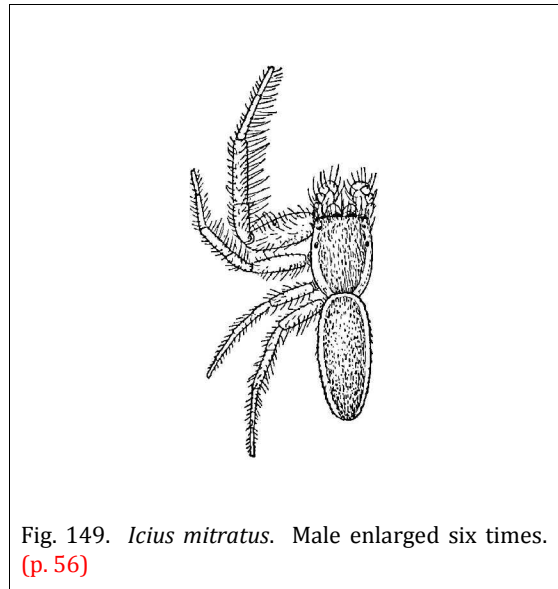 Fig. 149. Icius mitratus. Male enlarged six times.
(p. 56)